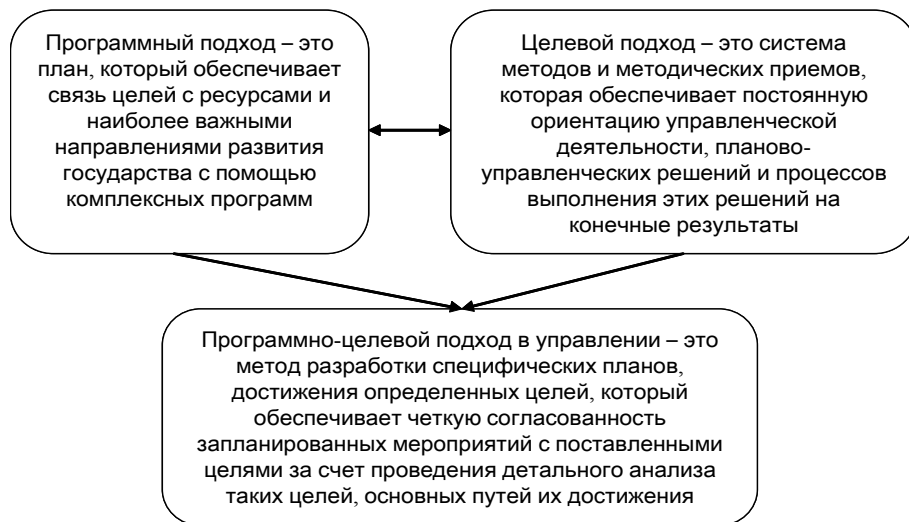 Программный подход – это
план, который обеспечивает
связь целей с ресурсами и
наиболее важными
направлениями развития
государства с помощью
комплексных программ
Целевой подход – это система
методов и методических приемов,
которая обеспечивает постоянную
ориентацию управленческой
деятельности, планово-
управленческих решений и процессов
выполнения этих решений на
конечные результаты
Программно-целевой подход в управлении – это
метод разработки специфических планов,
достижения определенных целей, который
обеспечивает четкую согласованность
запланированных мероприятий с поставленными
целями за счет проведения детального анализа
таких целей, основных путей их достижения